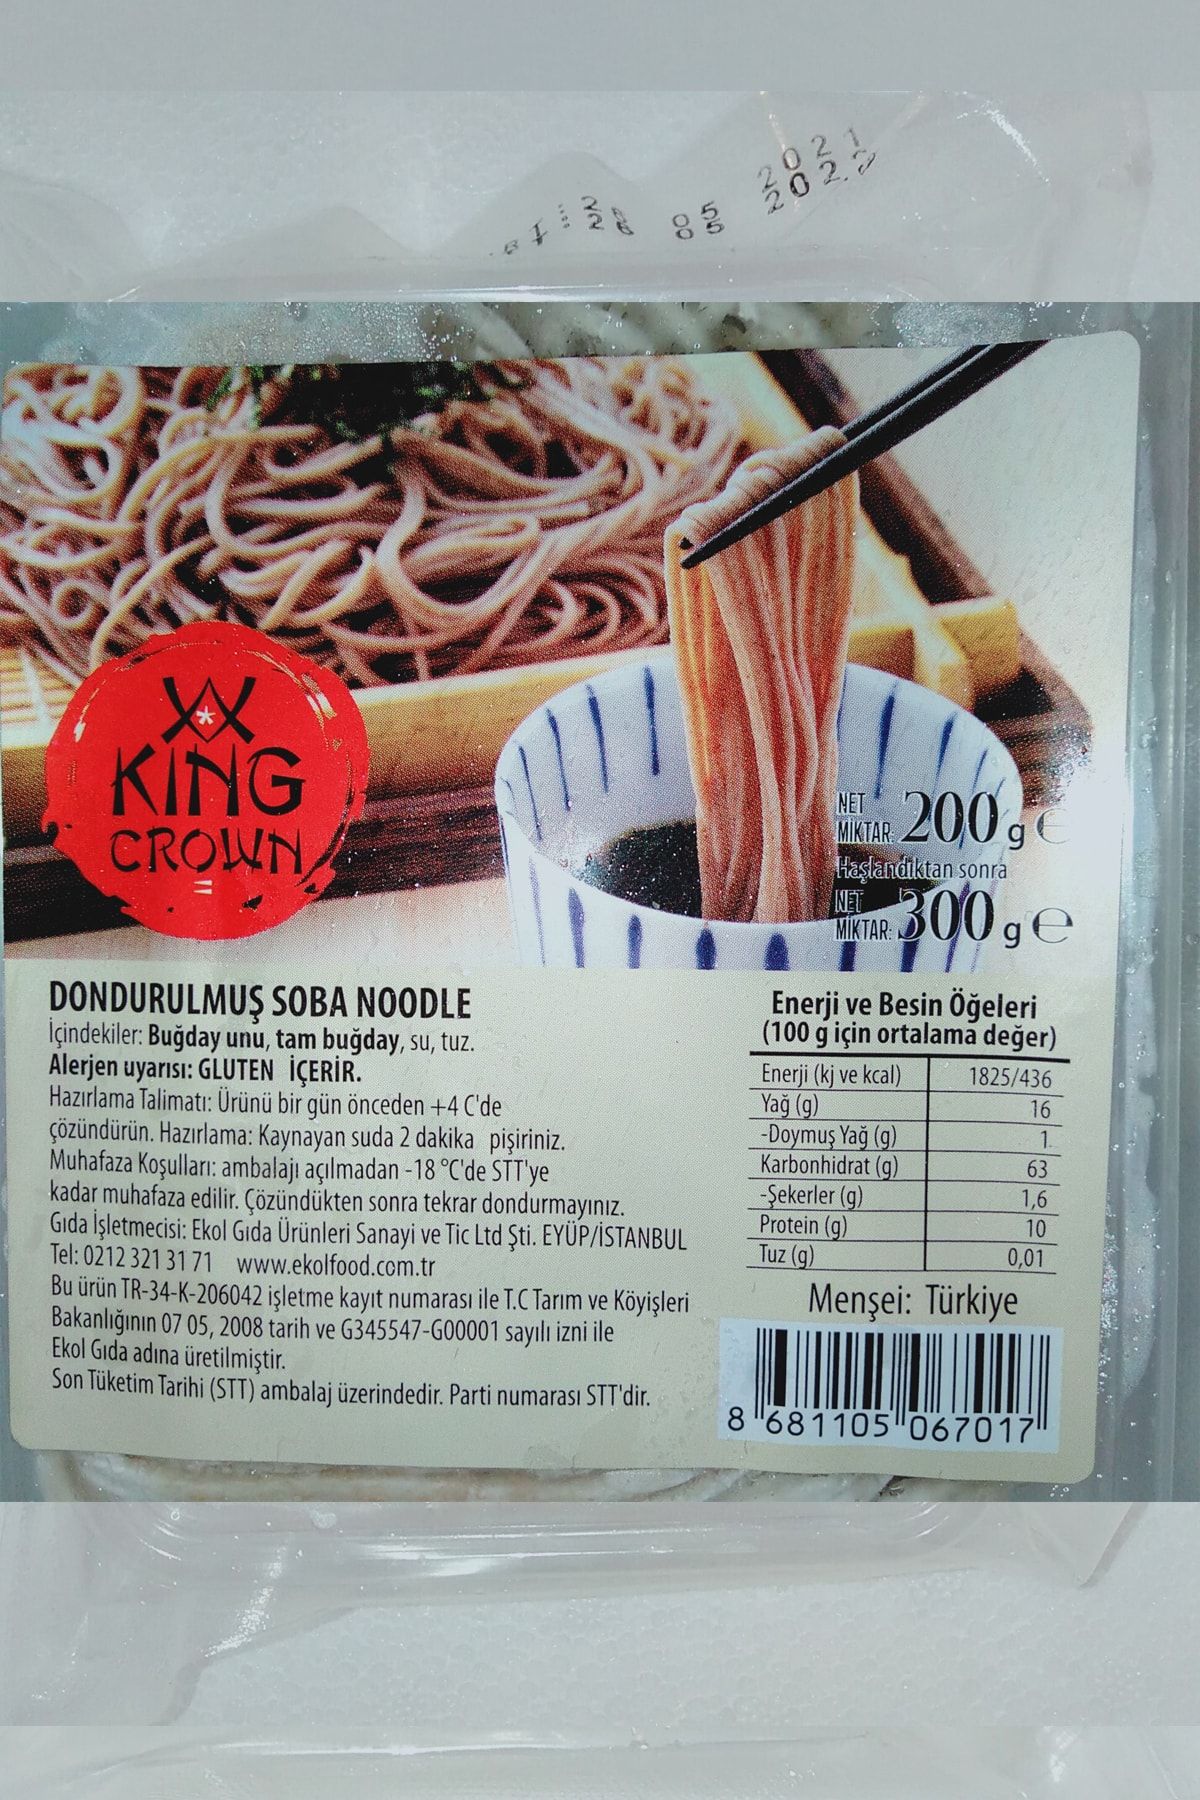 2021
05
2022
05
KING
CROWN
NET
MİKTAR: 200 g e
Haşlandıktan sonra
NET
MİKTAR: 300 g e
DONDURULMUŞ SOBA NOODLE
İçindekiler: Buğday unu, tam buğday, su, tuz.
Alerjen uyarısı: GLUTEN İÇERİR.
Hazırlama Talimatı: Ürünü bir gün önceden +4 C'de
çözündürün. Hazırlama: Kaynayan suda 2 dakika pişiriniz.
Muhafaza Koşulları: ambalajı açılmadan -18 °C'de STT'ye
kadar muhafaza edilir. Çözündükten sonra tekrar dondurmayınız.
Gıda İşletmecisi: Ekol Gıda Ürünleri Sanayi ve Tic Ltd Şti. EYÜP/İSTANBUL
Tel: 0212 321 31 71 www.ekolfood.com.tr
Bu ürün TR-34-K-206042 işletme kayıt numarası ile T.C Tarım ve Köyişleri
Bakanlığının 07 05, 2008 tarih ve G345547-G00001 sayılı izni ile
Ekol Gıda adına üretilmiştir.
Son Tüketim Tarihi (STT) ambalaj üzerindedir. Parti numarası STT'dir.
Enerji ve Besin Öğeleri
(100 g için ortalama değer)
Enerji (kj ve kcal) 1825/436
Yağ (g) 16
-Doymuş Yağ (g) 1
Karbonhidrat (g) 63
-Şekerler (g) 1,6
Protein (g) 10
Tuz (g) 0,01
Menşei: Türkiye
8 681105 067017